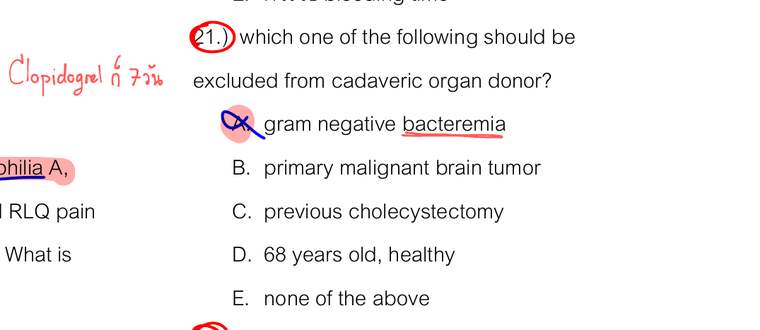 21.) which one of the following should be
Clopidogrel ก็ 7วัน
excluded from cadaveric organ donor?
A. gram negative bacteremia
philia A,
B. primary malignant brain tumor
RLQ pain
C. previous cholecystectomy
What is
D. 68 years old, healthy
E. none of the above